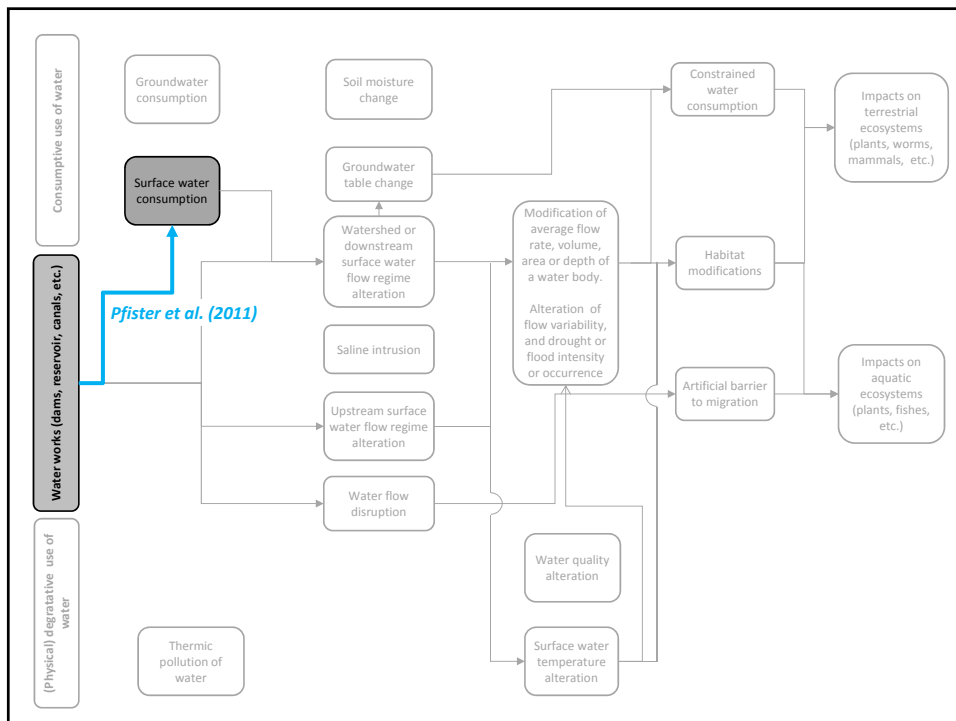 Consumptive use of water
Water works (dams, reservoir, canals, etc.)
(Physical) degratative use of
water
Groundwater
consumption
Surface water
consumption
Pfister et al. (2011)
Thermic
pollution of
water
Soil moisture
change
Groundwater
table change
Watershed or
downstream
surface water
flow regime
alteration
Saline intrusion
Upstream surface
water flow regime
alteration
Water flow
disruption
Modification of
average flow
rate, volume,
area or depth of
a water body.
Alteration of
flow variability,
and drought or
flood intensity
or occurrence
Water quality
alteration
Surface water
temperature
alteration
Constrained
water
consumption
Habitat
modifications
Artificial barrier
to migration
Impacts on
terrestrial
ecosystems
(plants, worms,
mammals, etc.)
Impacts on
aquatic
ecosystems
(plants, fishes,
etc.)